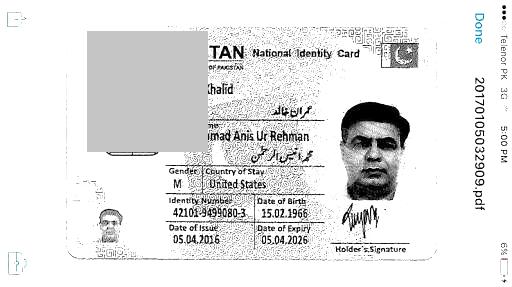 TAN National Identity Card
OF PAKISTAN
Khalid
عمران خالد
mad Anis Ur Rehman
محمد انیس الرحمٰن
Gender Country of Stay
M United States
Identity Number Date of Birth
42101-9499080-3 15.02.1966
Date of Issue Date of Expiry
05.04.2016 05.04.2026
Holder's Signature
Telenor PK 3G 5:00 PM 6%
Done 20170105032909.pdf